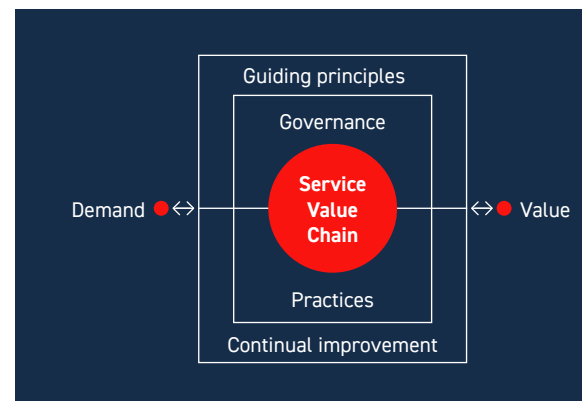 Guiding principles
Governance
Service
Value
Chain
Demand
Value
Practices
Continual improvement